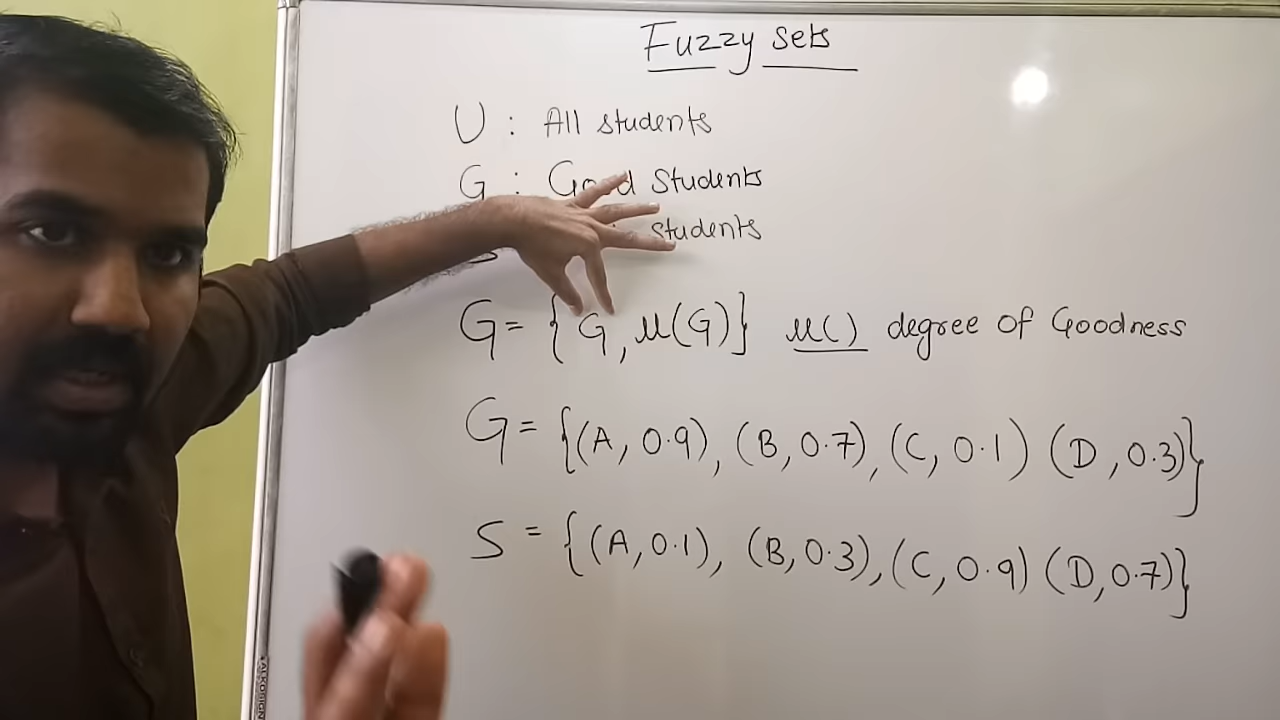 Fuzzy sets
U : All students
G : Good Students
S students
G = { G, μ(G)} μ() degree of Goodness
G = {(A, 0.9), (B, 0.7), (C, 0.1) (D, 0.3)}
S = {(A, 0.1), (B, 0.3), (C, 0.9) (D, 0.7)}